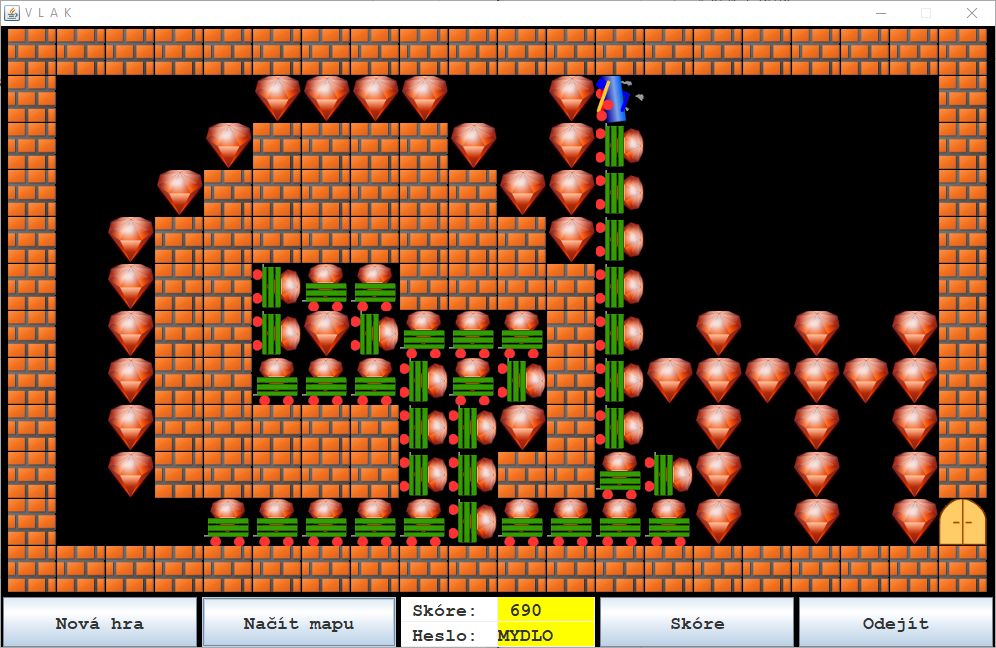 V L A K
Nová hra
Načít mapu
Skóre: 690
Heslo: MYDLO
Skóre
Odejít